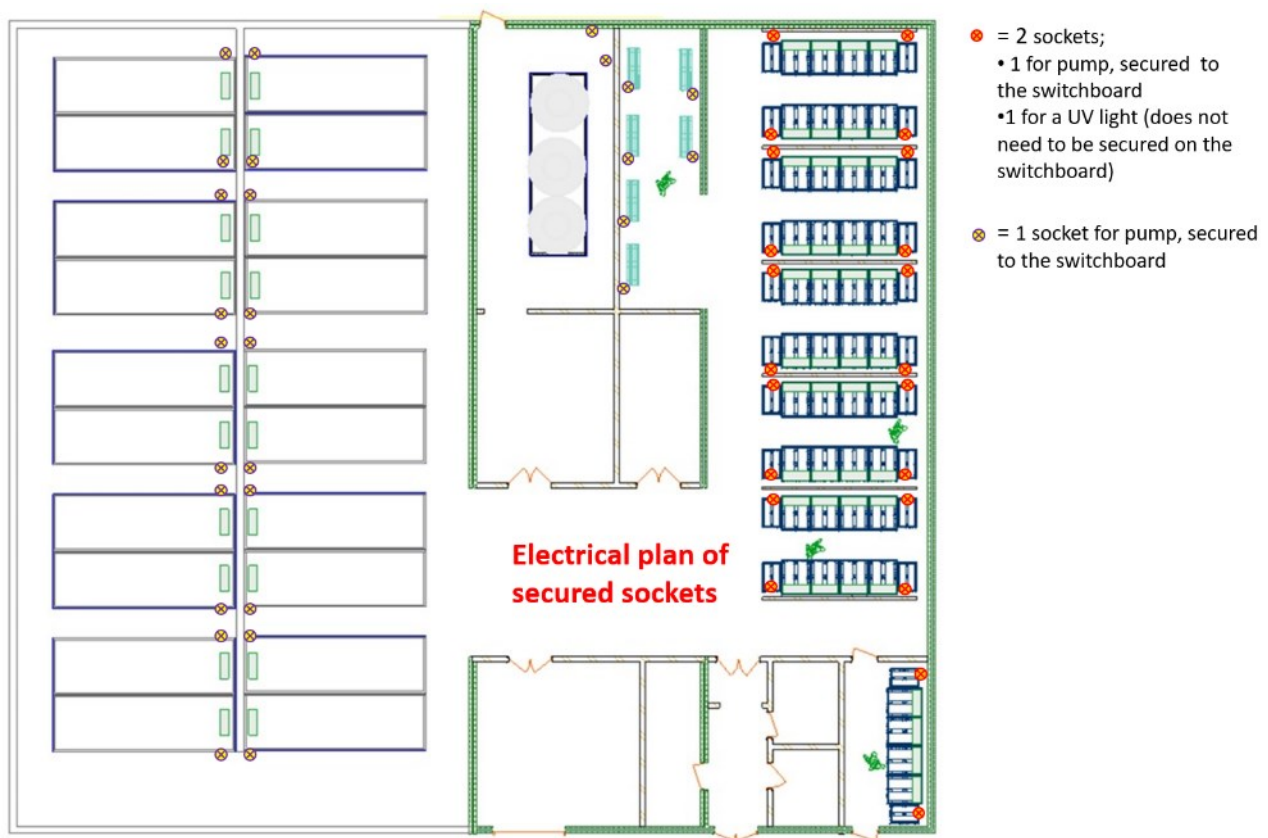 = 2 sockets;
• 1 for pump, secured to
the switchboard
•1 for a UV light (does not
need to be secured on the
switchboard)
= 1 socket for pump, secured
to the switchboard
Electrical plan of
secured sockets